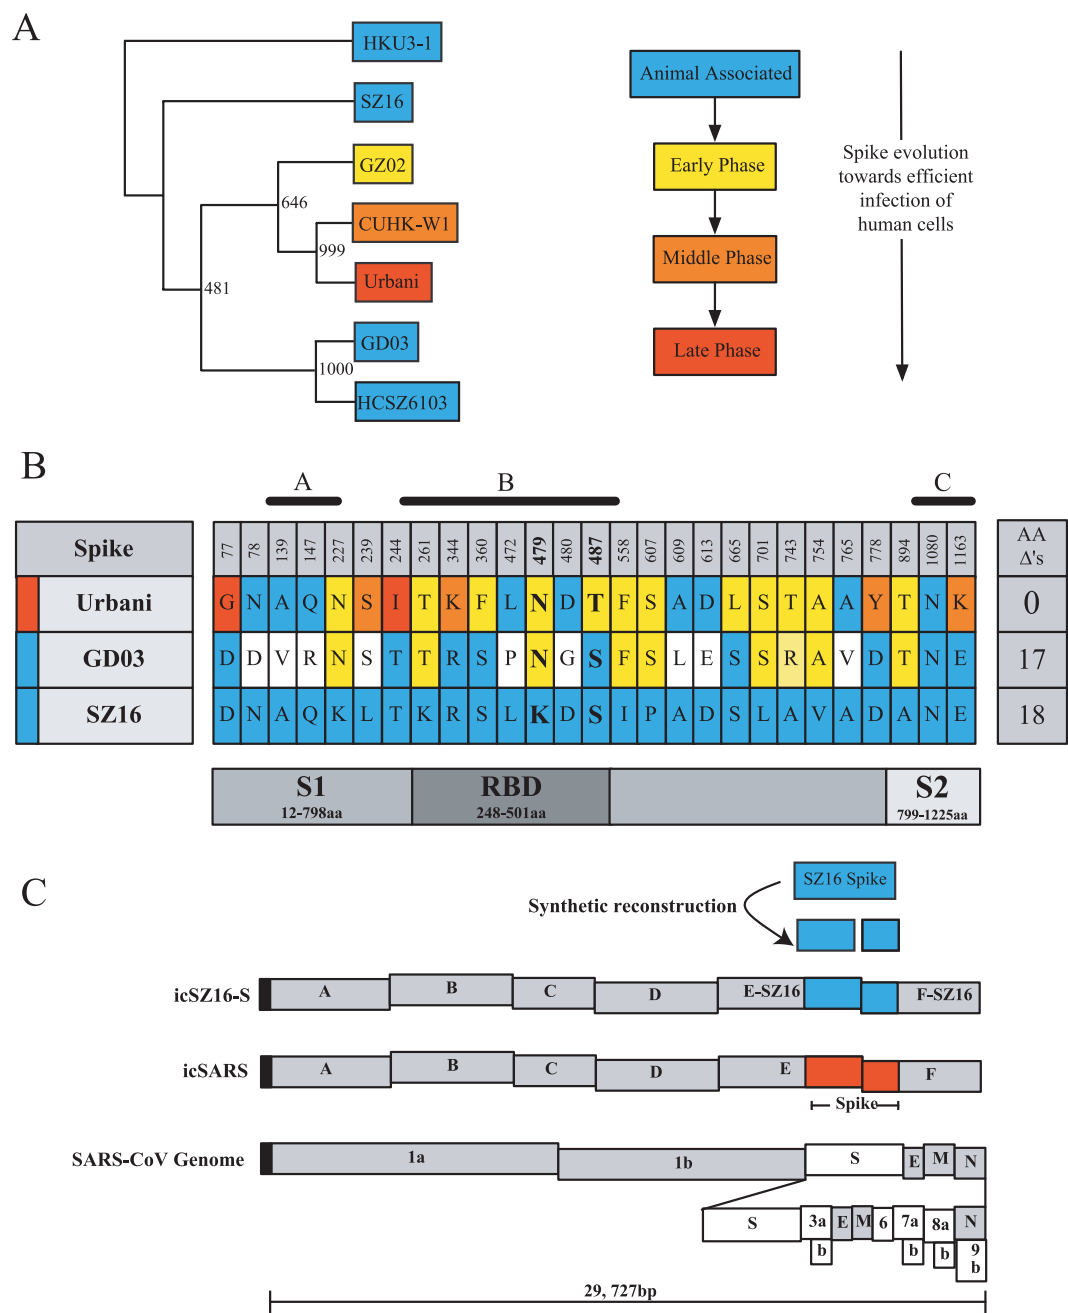 A
HKU3-1
SZ16
GZ02
646
CUHK-W1
999
Urbani
481
GD03
1000
HCSZ6103
Animal Associated
Early Phase
Middle Phase
Late Phase
Spike evolution
towards efficient
infection of
human cells
B
A B C
Spike 77 78 139 147 227 239 244 261 344 360 472 479 480 487 558 607 609 613 665 701 743 754 765 778 894 1080 1163 AA
Δ's
Urbani G N A Q N S I T K F L N D T F S A D L S T A A Y T N K 0
GD03 D D V R N S T T R S P N G S F S L E S S R A V D T N E 17
SZ16 D N A Q K L T K R S L K D S I P A D S L A V A D A N E 18
S1 RBD S2
12-798aa 248-501aa 799-1225aa
C
SZ16 Spike
Synthetic reconstruction
icSZ16-S A B C D E-SZ16 F-SZ16
icSARS A B C D E F
Spike
SARS-CoV Genome 1a 1b S E M N
S 3a E M 6 7a 8a N
b b b 9
b
29, 727bp